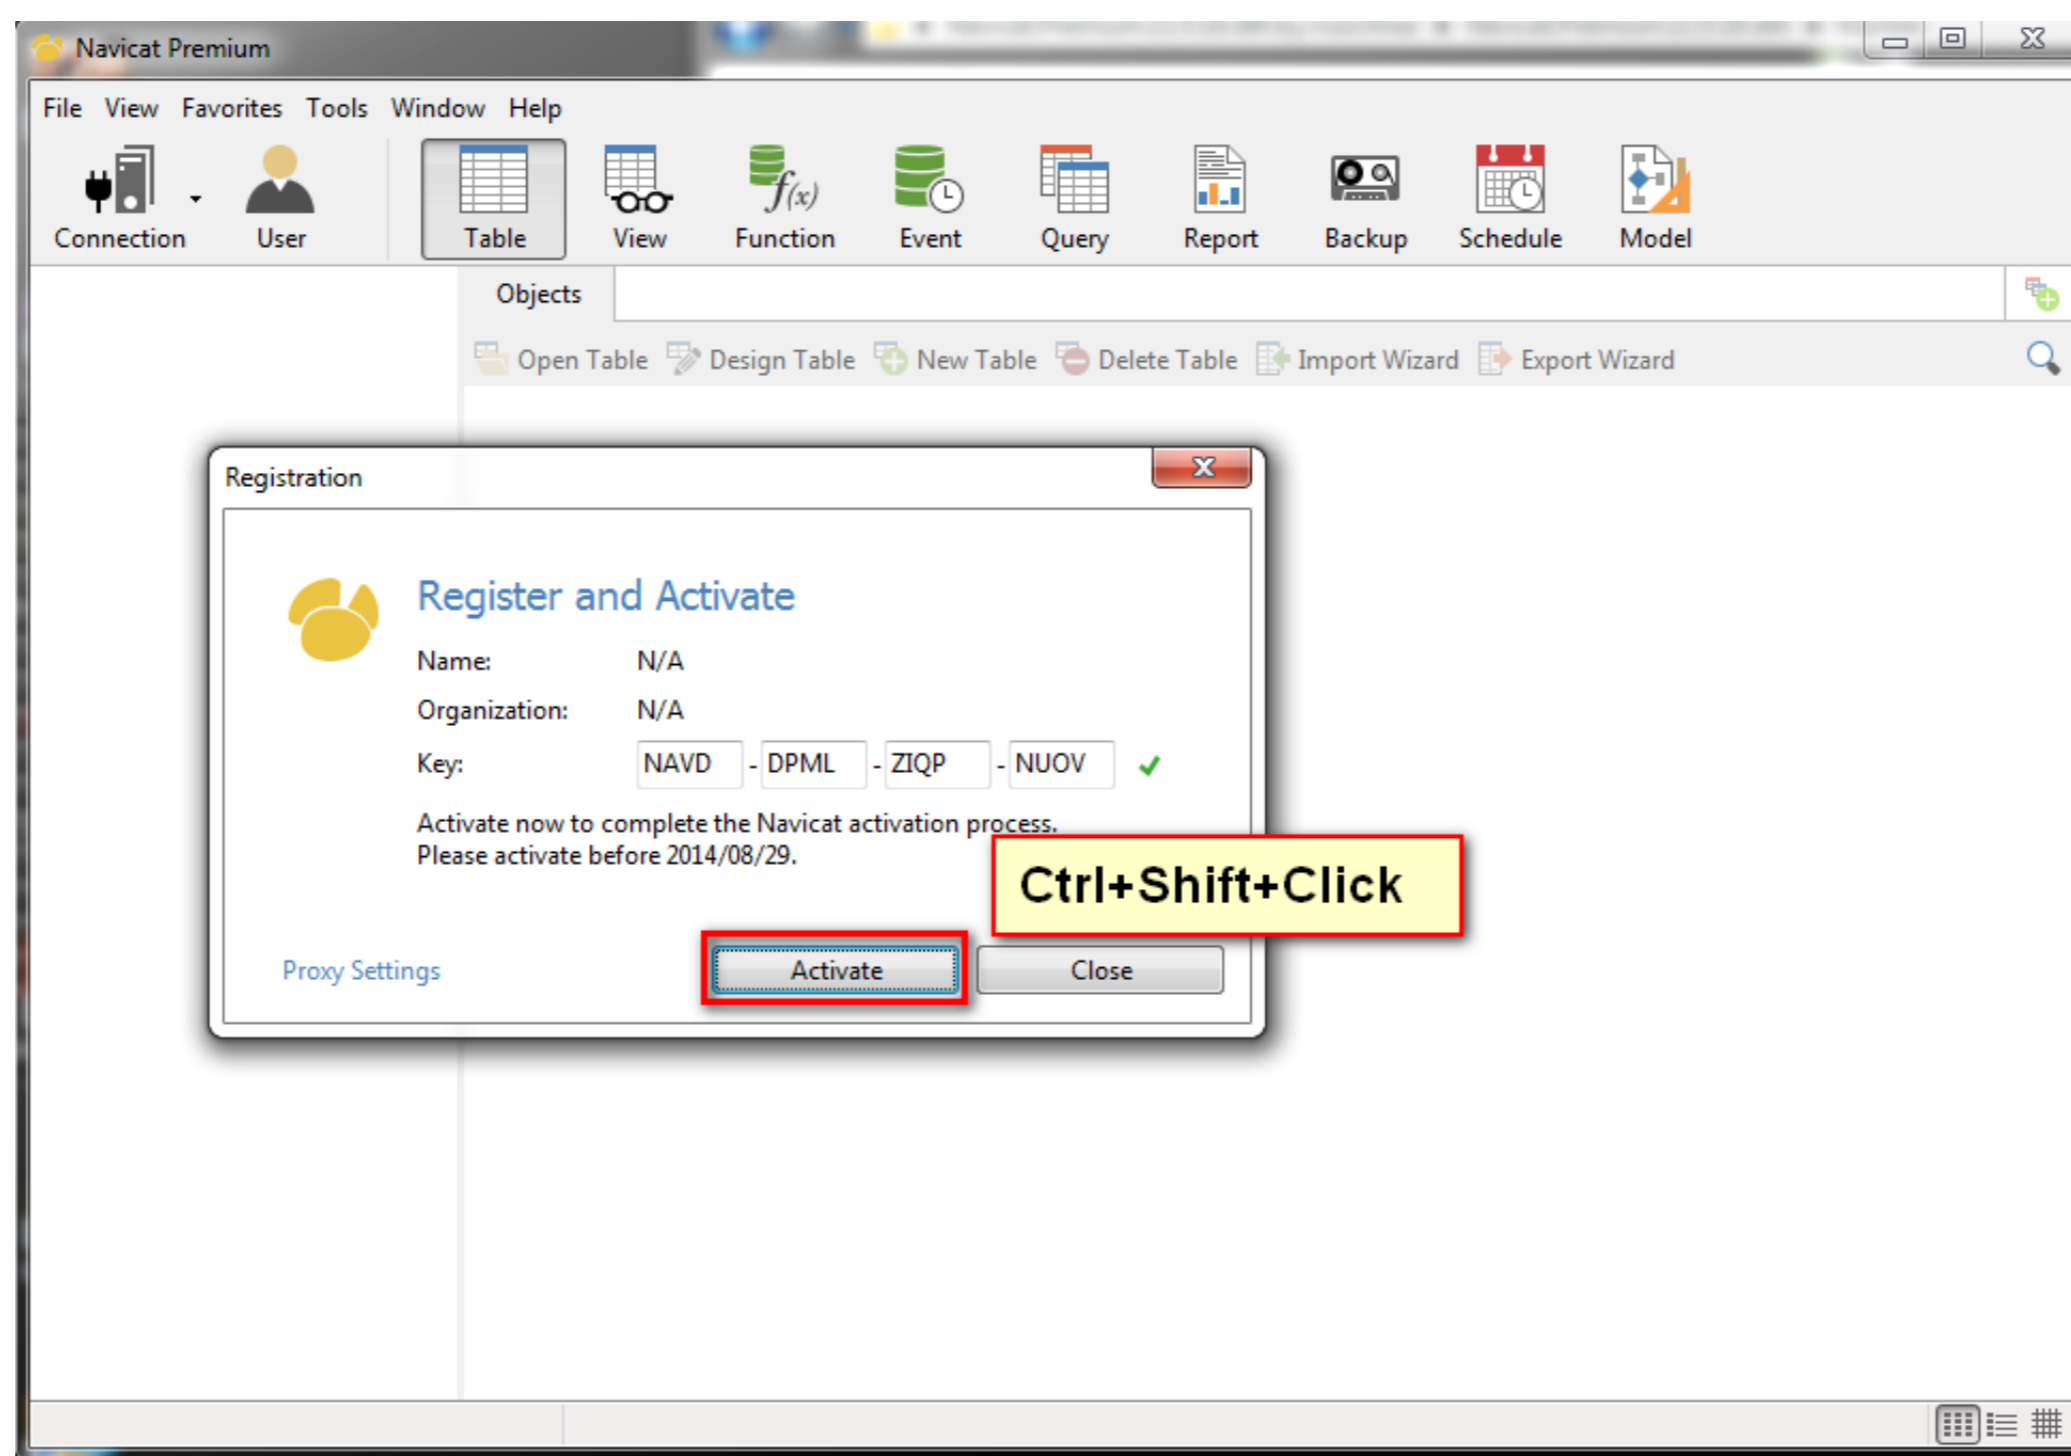 Navicat Premium
File View Favorites Tools Window Help
Connection User Table View Function Event Query Report Backup Schedule Model
Objects
Open Table Design Table New Table Delete Table Import Wizard Export Wizard
Registration
Register and Activate
Name: N/A
Organization: N/A
Key: NAVD - DPML - ZIQP - NUOV
Activate now to complete the Navicat activation process.
Please activate before 2014/08/29.
Ctrl+Shift+Click
Proxy Settings Activate Close